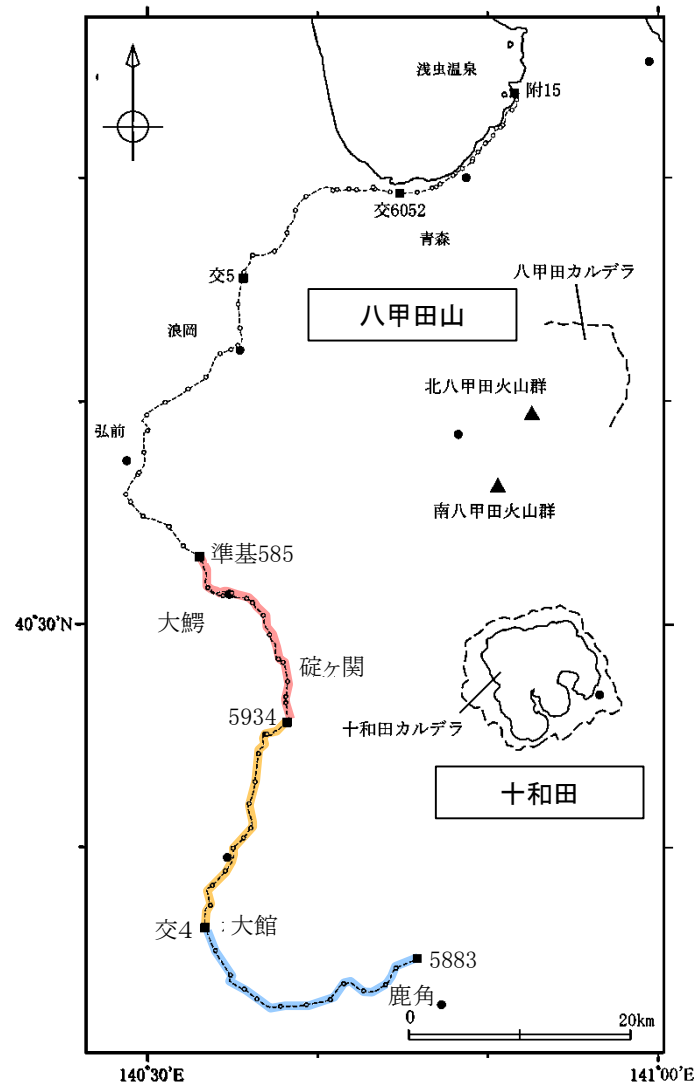 浅虫温泉
附15
交6052
青森
交5
八甲田カルデラ
八甲田山
浪岡
北八甲田火山群
弘前
南八甲田火山群
準基585
大鰐
40°30'N
碇ヶ関
5934
十和田カルデラ
十和田
交4
大館
5883
鹿角
0
20km
140°30'E
141°00'E